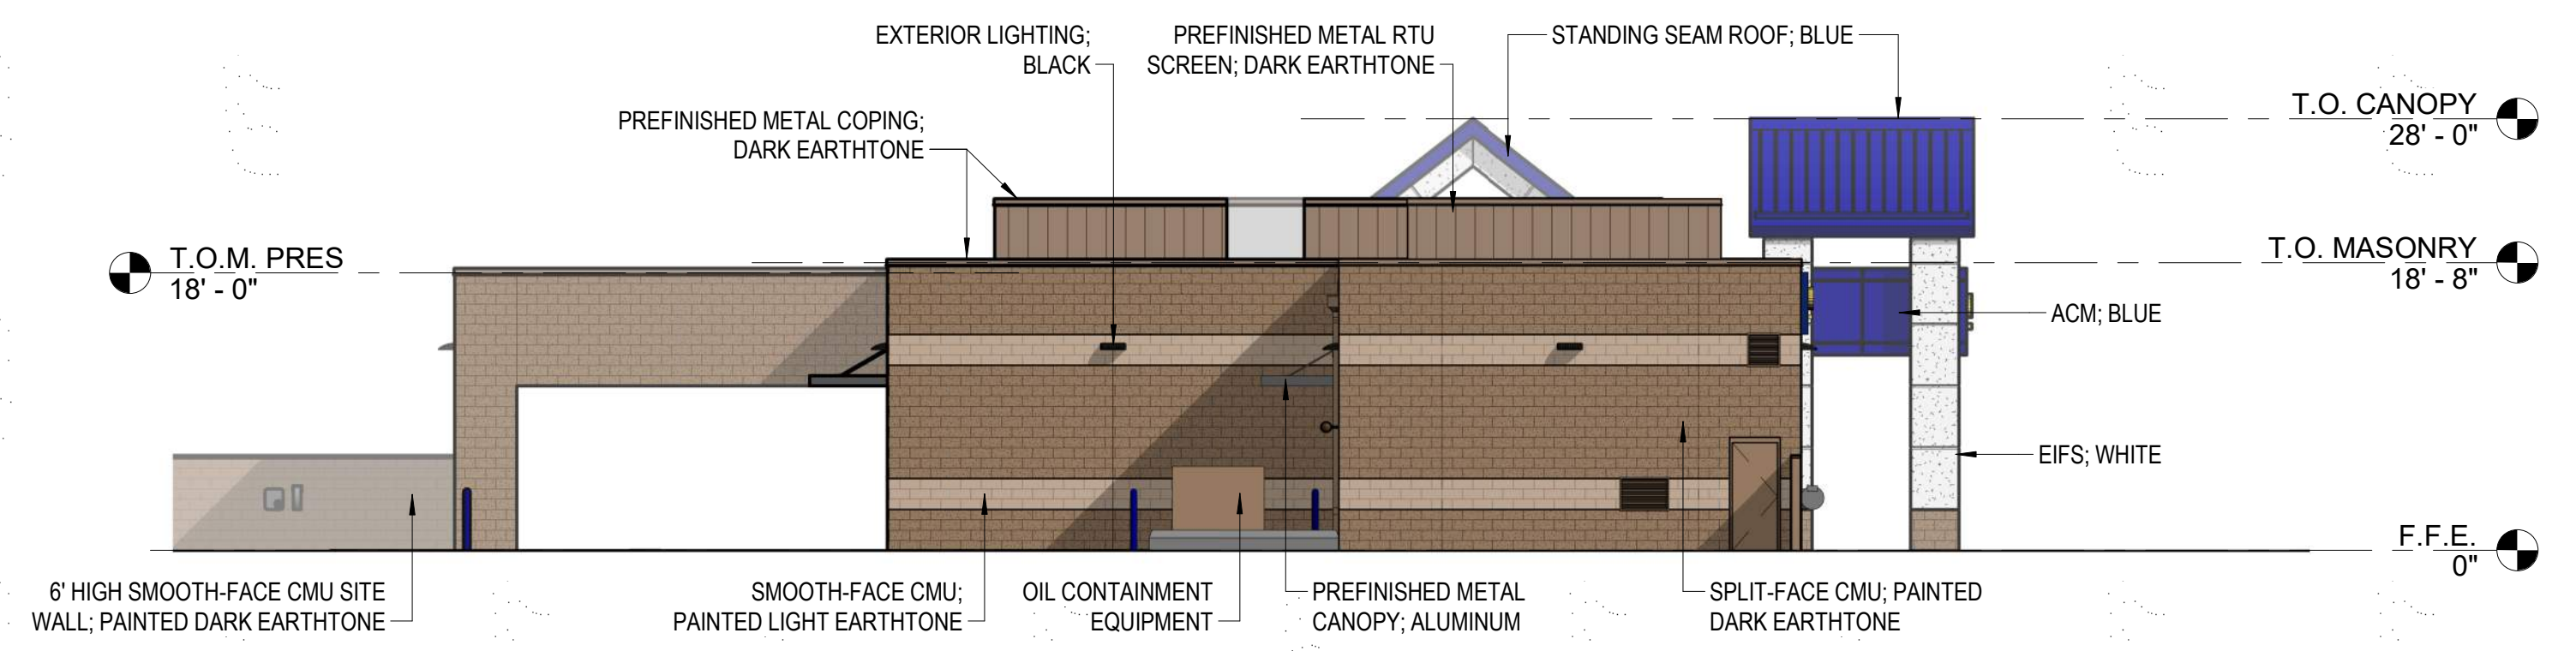 EXTERIOR LIGHTING;
BLACK
PREFINISHED METAL RTU
SCREEN; DARK EARTHTONE
STANDING SEAM ROOF; BLUE
PREFINISHED METAL COPING;
DARK EARTHTONE
T.O. CANOPY
28' - 0"
T.O.M. PRES
18' - 0"
T.O. MASONRY
18' - 8"
ACM; BLUE
EIFS; WHITE
F.F.E.
0"
6' HIGH SMOOTH-FACE CMU SITE
WALL; PAINTED DARK EARTHTONE
SMOOTH-FACE CMU;
PAINTED LIGHT EARTHTONE
OIL CONTAINMENT
EQUIPMENT
PREFINISHED METAL
CANOPY; ALUMINUM
SPLIT-FACE CMU; PAINTED
DARK EARTHTONE